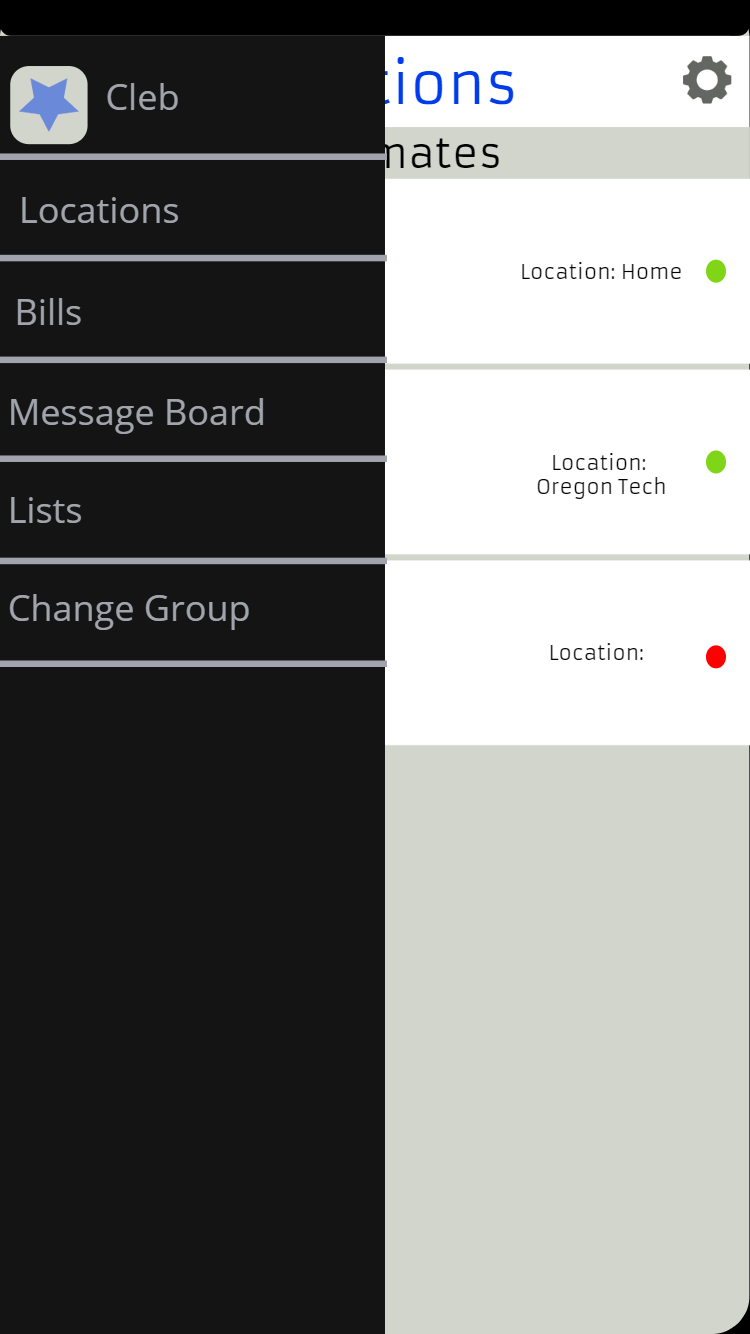 Cleb
Locations
Bills
Message Board
Lists
Change Group
tions
mates
Location: Home
Location:
Oregon Tech
Location: